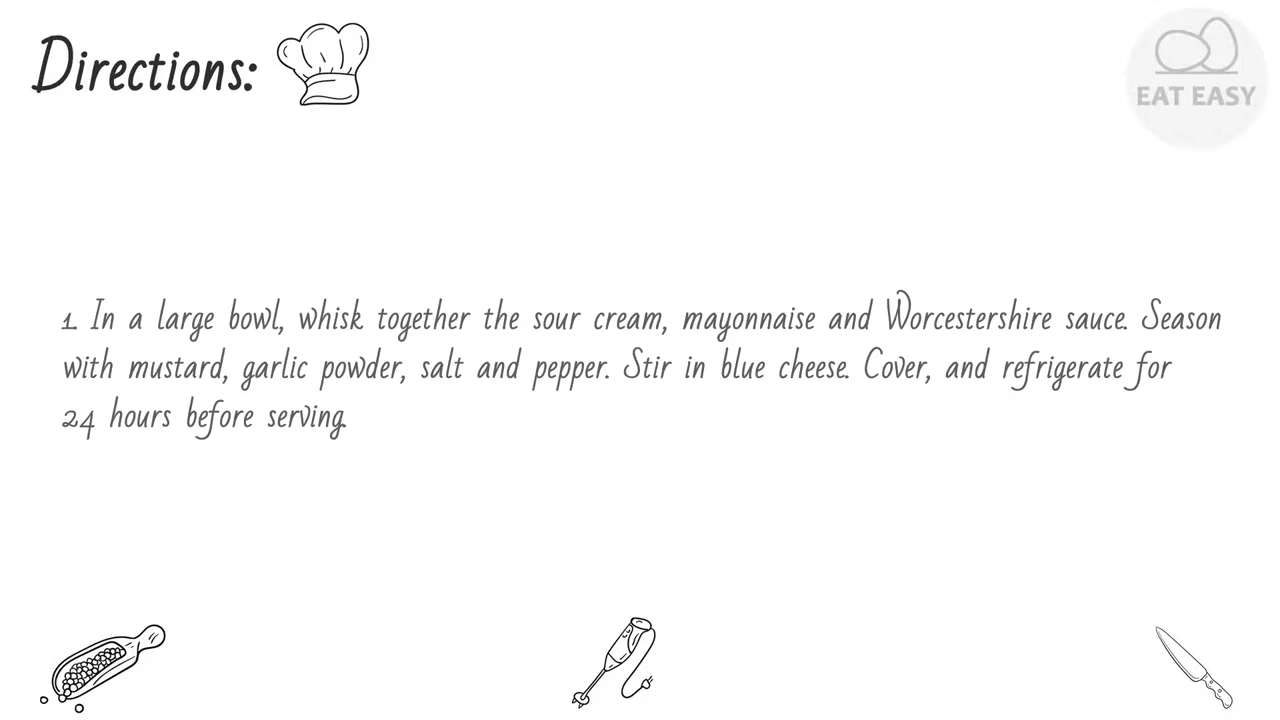 Directions:
EAT EASY
1. In a large bowl, whisk together the sour cream, mayonnaise and Worcestershire sauce. Season
with mustard, garlic powder, salt and pepper. Stir in blue cheese. Cover, and refrigerate for
24 hours before serving.